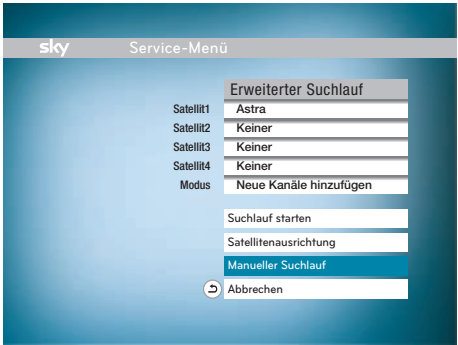 sky Service-Menü
Erweiterter Suchlauf
Satellit1 Astra
Satellit2 Keiner
Satellit3 Keiner
Satellit4 Keiner
Modus Neue Kanäle hinzufügen
Suchlauf starten
Satellitenausrichtung
Manueller Suchlauf
Abbrechen